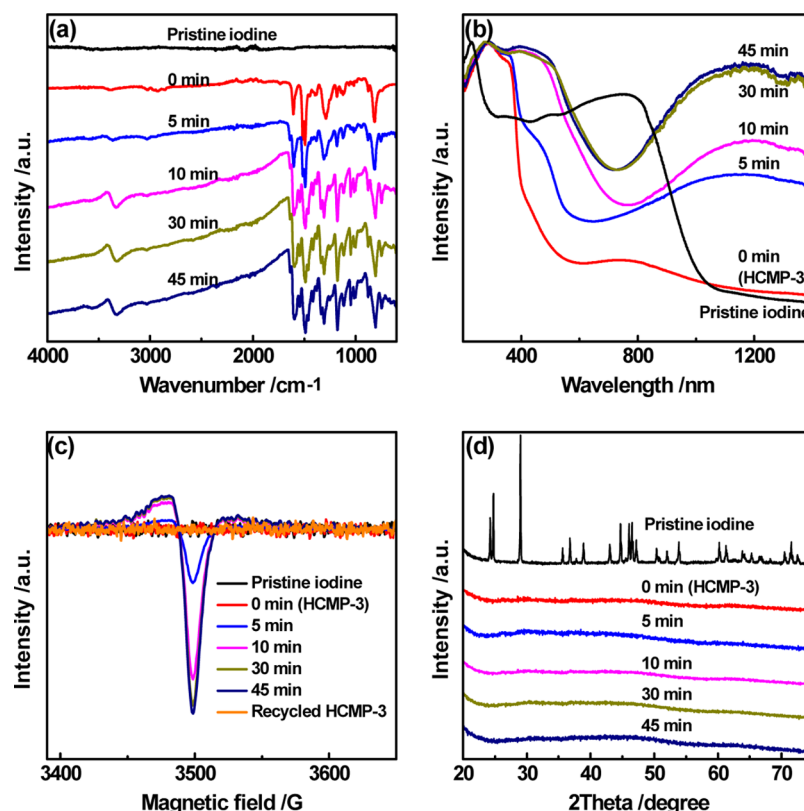 (a)
Pristine iodine
0 min
5 min
10 min
30 min
45 min
Intensity /a.u.
4000 3000 2000 1000
Wavenumber /cm-1
(b)
45 min
30 min
10 min
5 min
0 min
(HCMP-3
Pristine iodine
Intensity /a.u.
400 800 1200
Wavelength /nm
(c)
Pristine iodine
0 min (HCMP-3)
5 min
10 min
30 min
45 min
Recycled HCMP-3
Intensity /a.u.
3400 3500 3600
Magnetic field /G
(d)
Pristine iodine
0 min (HCMP-3)
5 min
10 min
30 min
45 min
Intensity /a.u.
20 30 40 50 60 70
2Theta /degree